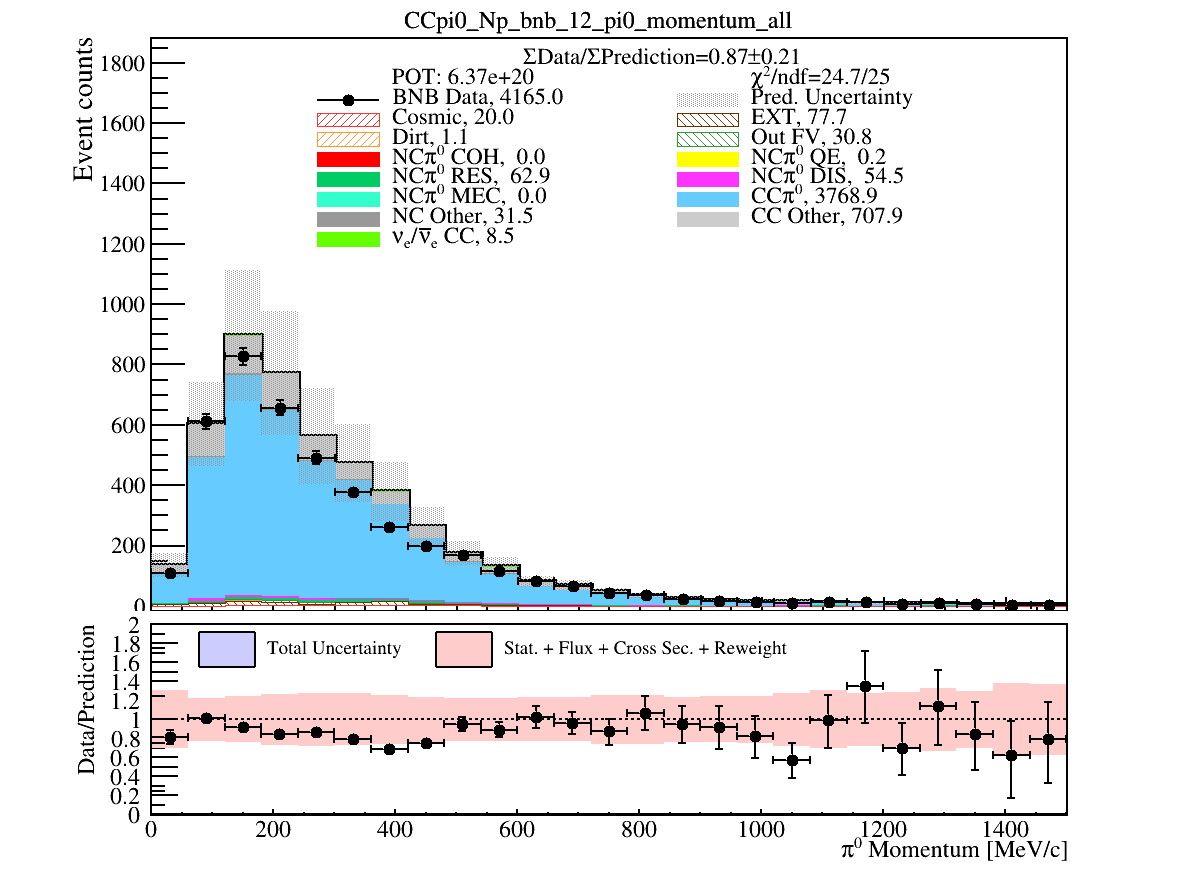 CCpi0_Np_bnb_12_pi0_momentum_all
ΣData/ΣPrediction=0.87±0.21
POT: 6.37e+20
χ²/ndf=24.7/25
BNB Data, 4165.0
Pred. Uncertainty
Cosmic, 20.0
EXT, 77.7
Dirt, 1.1
Out FV, 30.8
NCπ⁰ COH,  0.0
NCπ⁰ QE,  0.2
NCπ⁰ RES,  62.9
NCπ⁰ DIS,  54.5
NCπ⁰ MEC,  0.0
CCπ⁰, 3768.9
NC Other, 31.5
CC Other, 707.9
νₑ/ν̅ₑ CC, 8.5
Event counts
1800
1600
1400
1200
1000
800
600
400
200
0
Total Uncertainty
Stat. + Flux + Cross Sec. + Reweight
Data/Prediction
2
1.8
1.6
1.4
1.2
1
0.8
0.6
0.4
0.2
0
0 200 400 600 800 1000 1200 1400
π⁰ Momentum [MeV/c]